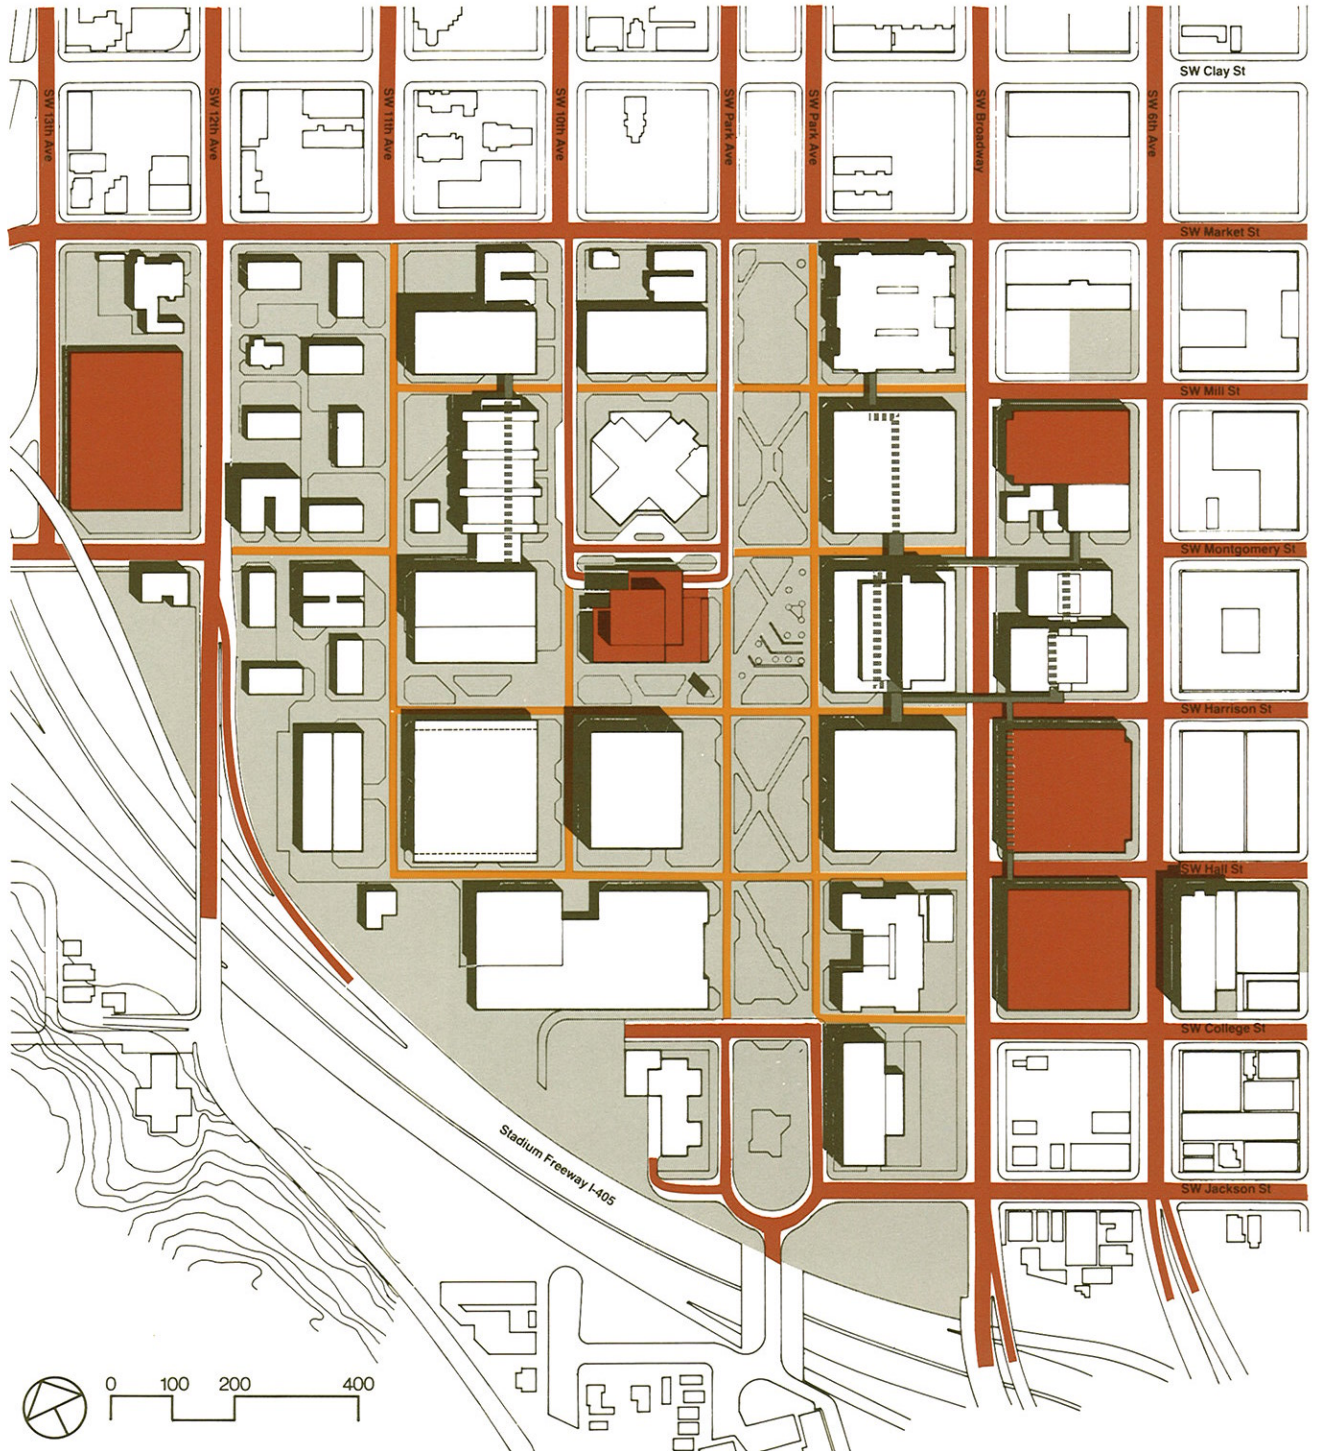 SW Clay St
SW 13th Ave
SW 12th Ave
SW 11th Ave
SW 10th Ave
SW Park Ave
SW Park Ave
SW Broadway
SW 6th Ave
SW Market St
SW Mill St
SW Montgomery St
SW Harrison St
SW Hall St
SW College St
Stadium Freeway I-405
SW Jackson St
0 100 200 400